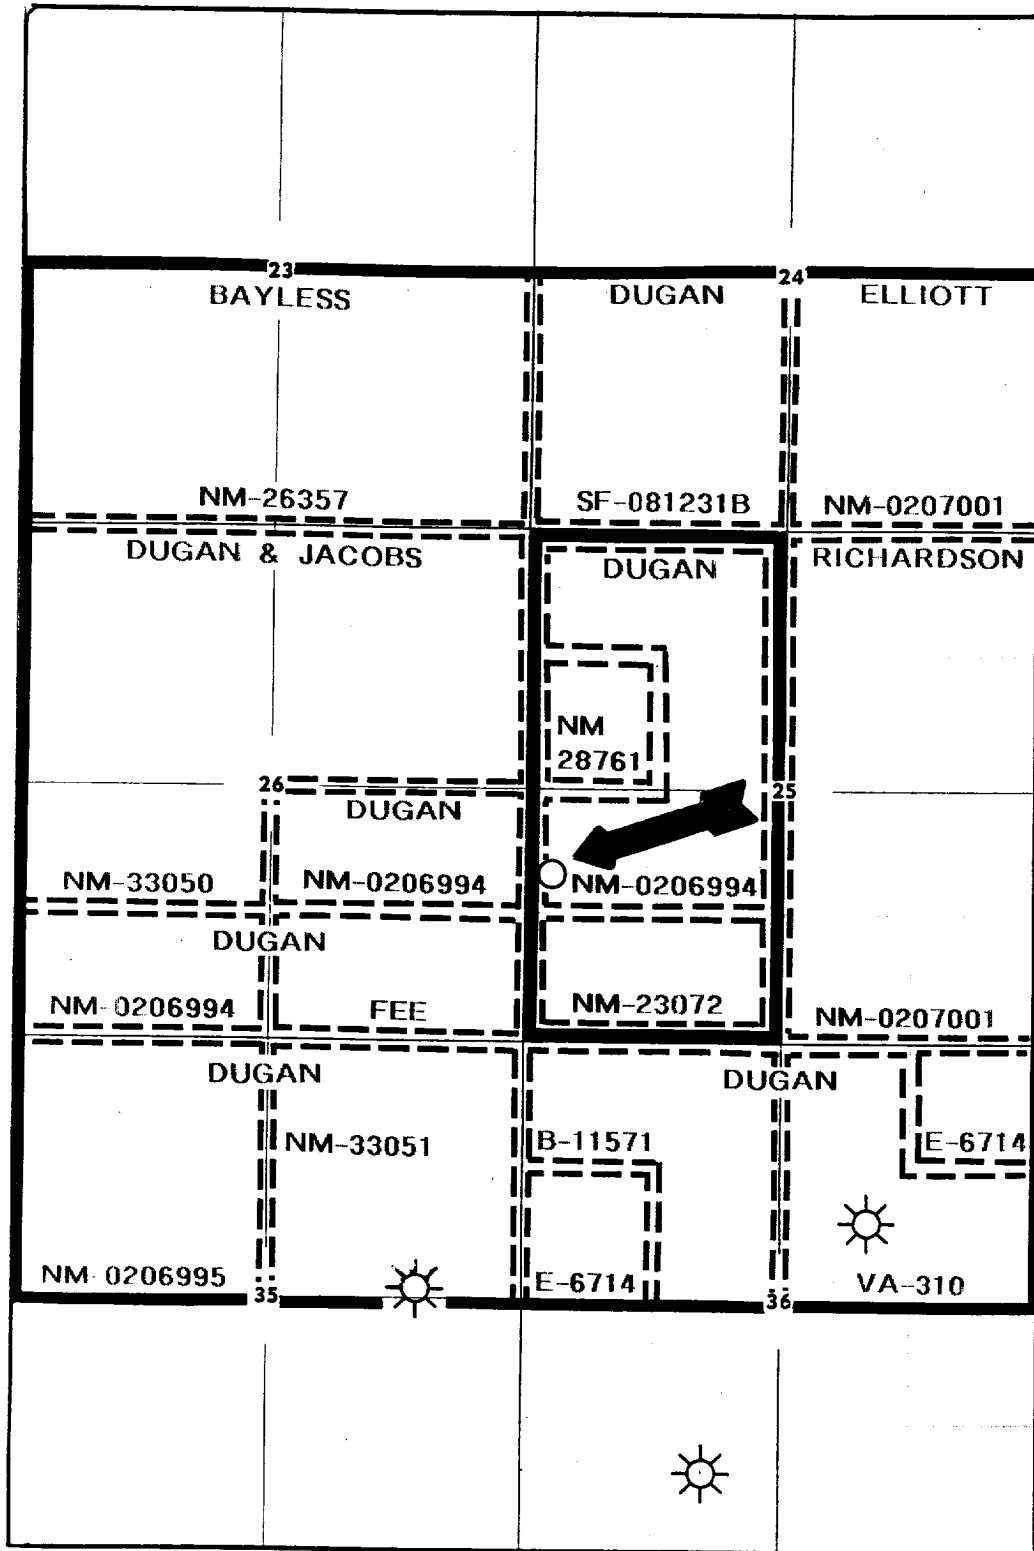 23
24
BAYLESS
DUGAN
ELLIOTT
NM-26357
SF-081231B
NM-0207001
DUGAN & JACOBS
DUGAN
RICHARDSON
NM
28761
26
25
DUGAN
NM-33050
NM-0206994
NM-0206994
DUGAN
NM-0206994
FEE
NM-23072
NM-0207001
DUGAN
DUGAN
NM-33051
B-11571
E-6714
NM-0206995
E-6714
VA-310
35
36